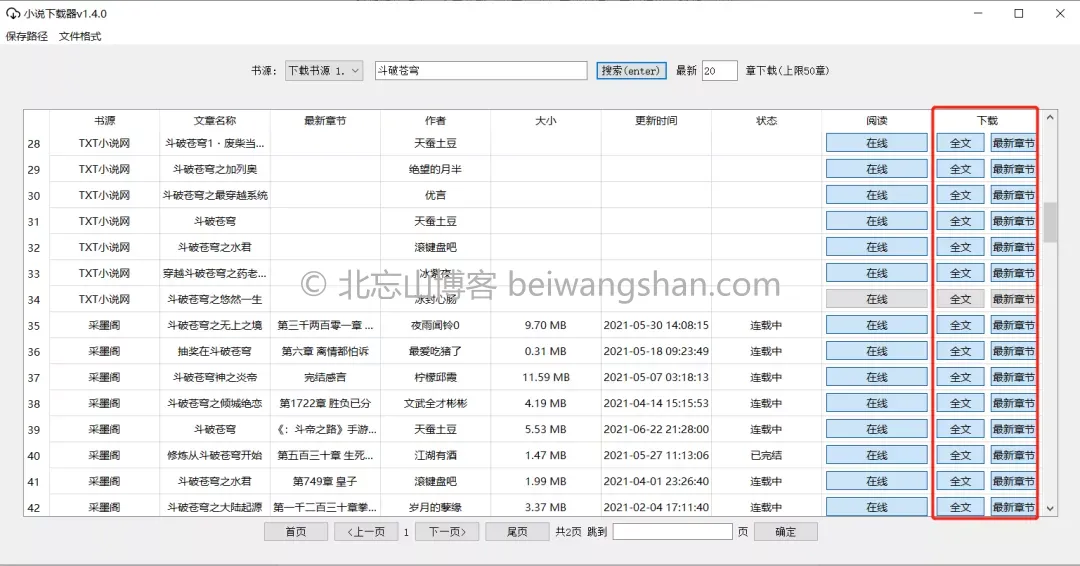 小说下载器v1.4.0
保存路径 文件格式
书源: 下载书源 1. 斗破苍穹 搜索(enter) 最新 20 章下载(上限50章)
书源 文章名称 最新章节 作者 大小 更新时间 状态 阅读 下载
28 TXT小说网 斗破苍穹1·废柴当... 天蚕土豆 在线 全文 最新章节
29 TXT小说网 斗破苍穹之加列奥 绝望的月半 在线 全文 最新章节
30 TXT小说网 斗破苍穹之最穿越系统 优言 在线 全文 最新章节
31 TXT小说网 斗破苍穹 天蚕土豆 在线 全文 最新章节
32 TXT小说网 斗破苍穹之水君 滚键盘吧 在线 全文 最新章节
33 TXT小说网 穿越斗破苍穹之药老... 冰紫夜 在线 全文 最新章节
© 北忘山博客 beiwangshan.com
34 TXT小说网 斗破苍穹之悠然一生 冰封心肠 在线 全文 最新章节
35 采墨阁 斗破苍穹之无上之境 第三千两百零一章 ... 夜雨闻铃0 9.70 MB 2021-05-30 14:08:15 连载中 在线 全文 最新章节
36 采墨阁 抽奖在斗破苍穹 第六章 离情都怕诉 最爱吃猪了 0.31 MB 2021-05-18 09:23:49 连载中 在线 全文 最新章节
37 采墨阁 斗破苍穹神之炎帝 完结感言 柠檬邱霞 11.59 MB 2021-05-07 03:18:13 连载中 在线 全文 最新章节
38 采墨阁 斗破苍穹之倾城绝恋 第1722章 胜负已分 文武全才彬彬 4.19 MB 2021-04-14 15:15:53 连载中 在线 全文 最新章节
39 采墨阁 斗破苍穹 《：斗帝之路》手游... 天蚕土豆 5.53 MB 2021-06-22 21:28:00 连载中 在线 全文 最新章节
40 采墨阁 修炼从斗破苍穹开始 第五百三十章 生死... 江湖有酒 1.47 MB 2021-05-27 11:13:06 已完结 在线 全文 最新章节
41 采墨阁 斗破苍穹之水君 第749章 皇子 滚键盘吧 1.99 MB 2021-04-01 23:26:40 连载中 在线 全文 最新章节
42 采墨阁 斗破苍穹之大陆起源 第一千二百三十章拳... 岁月的孽缘 3.37 MB 2021-02-04 17:11:40 连载中 在线 全文 最新章节
首页 <上一页 1 下一页> 尾页 共2页 跳到 页 确定